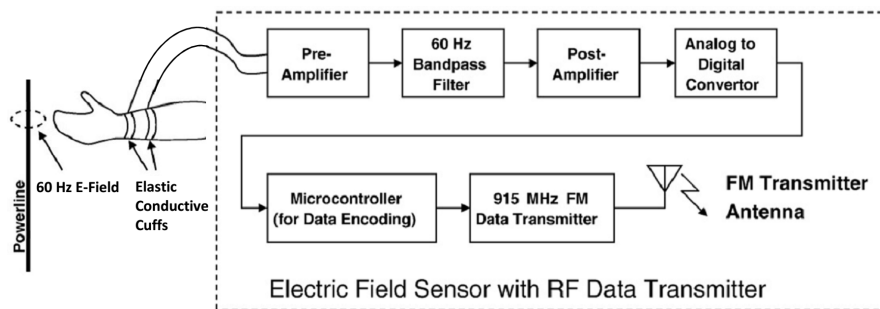 Pre-
Amplifier
60 Hz
Bandpass
Filter
Post-
Amplifier
Analog to
Digital
Convertor
60 Hz E-Field
Elastic
Conductive
Cuffs
Powerline
Microcontroller
(for Data Encoding)
915 MHz FM
Data Transmitter
FM Transmitter
Antenna
Electric Field Sensor with RF Data Transmitter